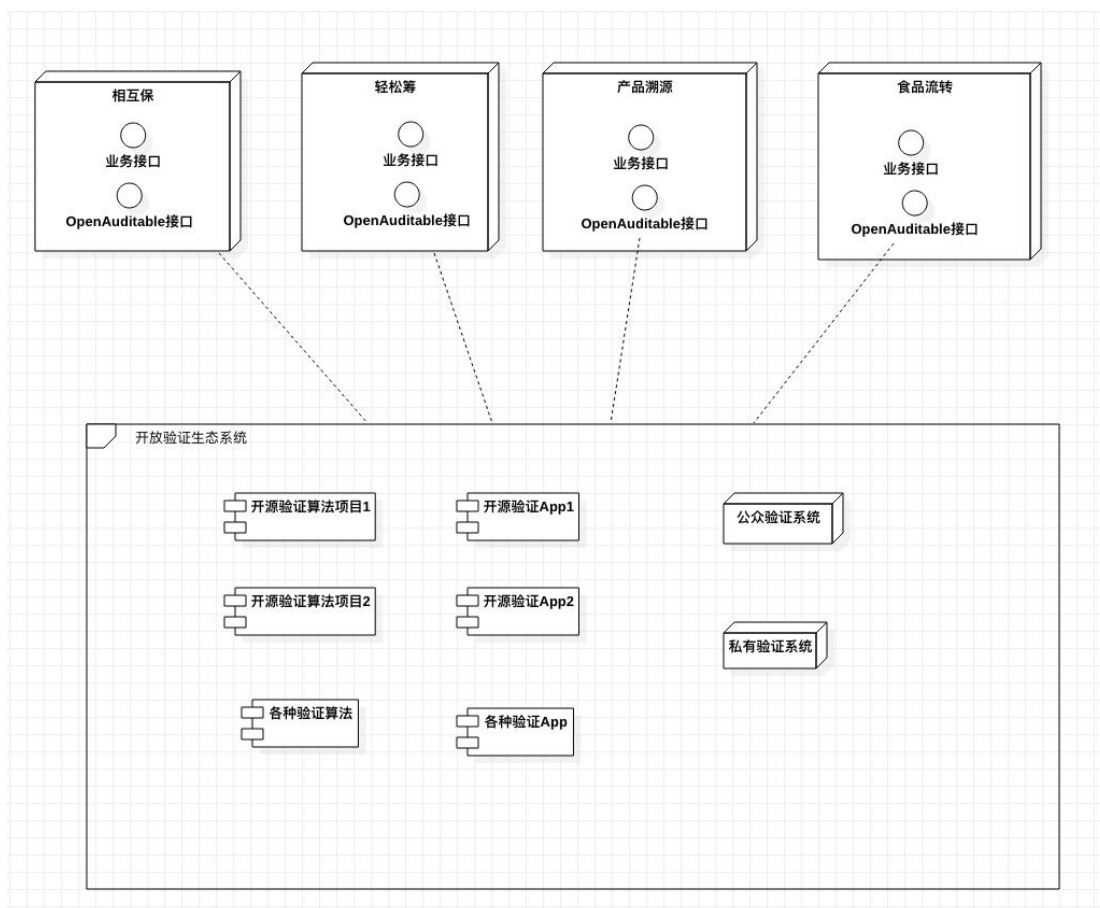 相互保
业务接口
OpenAuditable接口
轻松筹
业务接口
OpenAuditable接口
产品溯源
业务接口
OpenAuditable接口
食品流转
业务接口
OpenAuditable接口
开放验证生态系统
开源验证算法项目1
开源验证App1
公众验证系统
开源验证算法项目2
开源验证App2
私有验证系统
各种验证算法
各种验证App